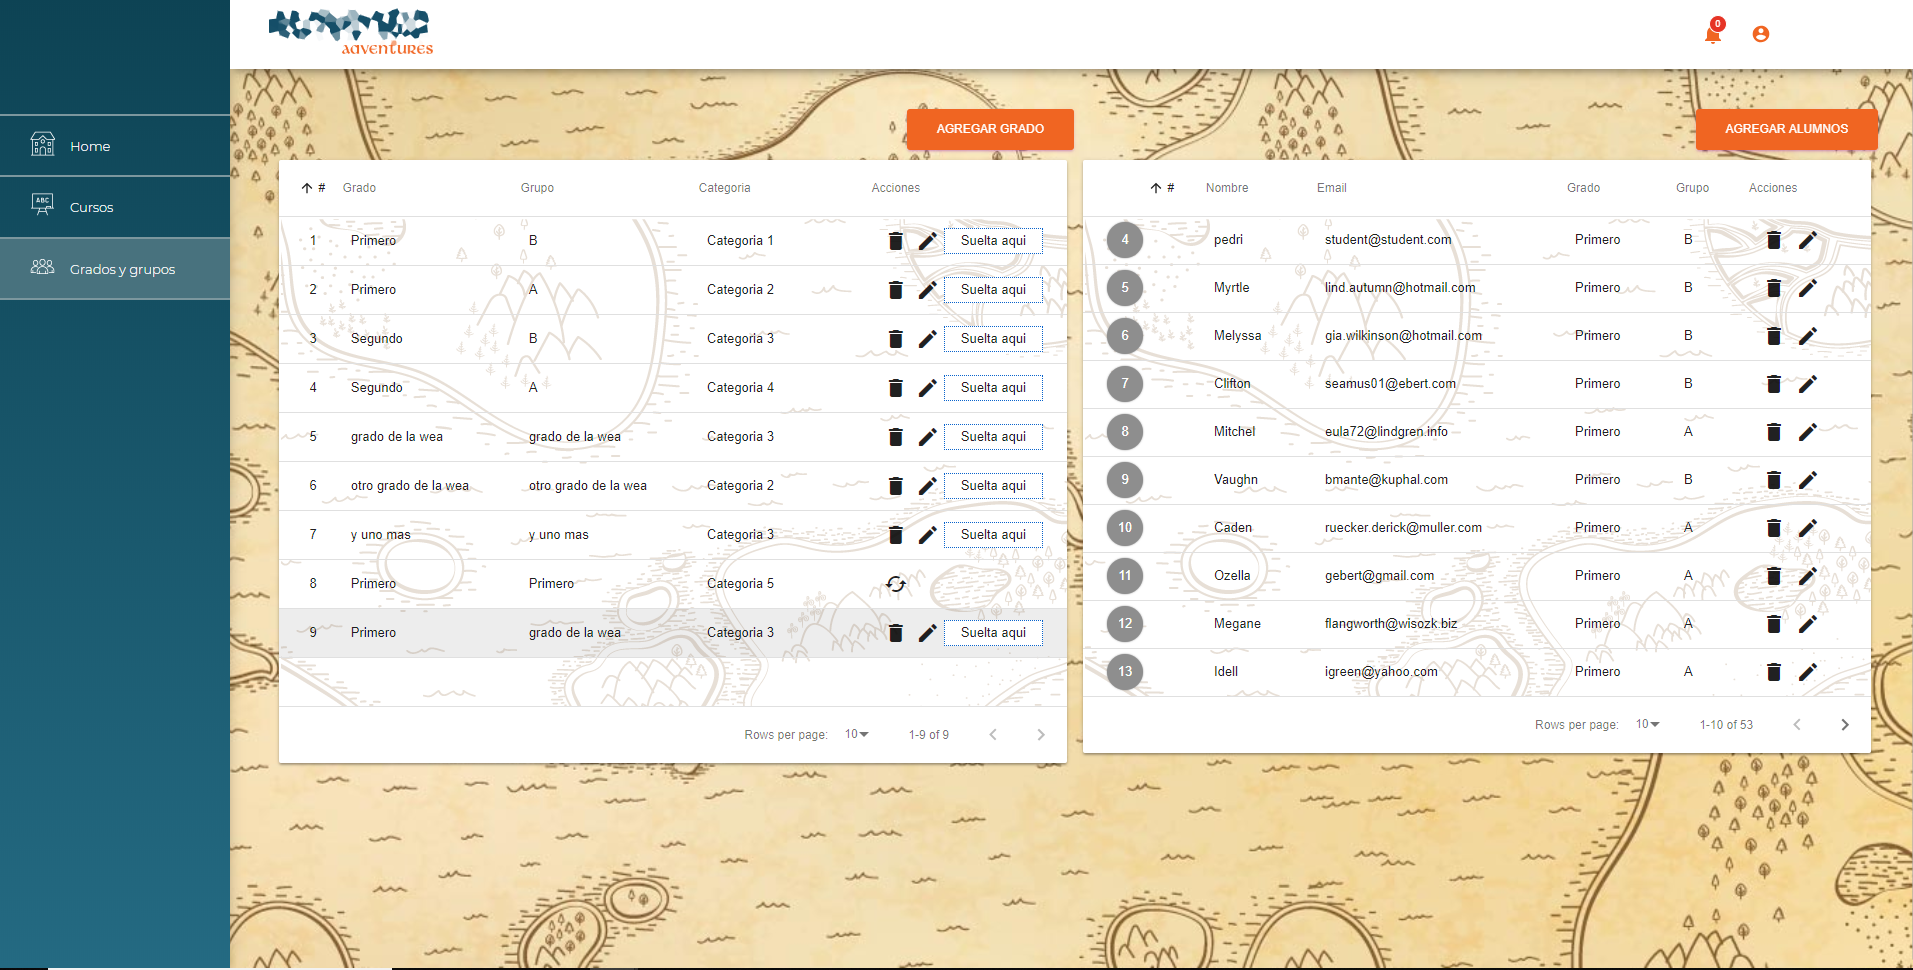 ADVENTURES
0
Home
ABC
Cursos
Grados y grupos
AGREGAR GRADO
# Grado Grupo Categoria Acciones
1 Primero B Categoria 1 Suelta aqui
2 Primero A Categoria 2 Suelta aqui
3 Segundo B Categoria 3 Suelta aqui
4 Segundo A Categoria 4 Suelta aqui
5 grado de la wea grado de la wea Categoria 3 Suelta aqui
6 otro grado de la wea otro grado de la wea Categoria 2 Suelta aqui
7 y uno mas y uno mas Categoria 3 Suelta aqui
8 Primero Primero Categoria 5
9 Primero grado de la wea Categoria 3 Suelta aqui
Rows per page: 10 1-9 of 9
AGREGAR ALUMNOS
# Nombre Email Grado Grupo Acciones
4 pedri student@student.com Primero B
5 Myrtle lind.autumn@hotmail.com Primero B
6 Melyssa gia.wilkinson@hotmail.com Primero B
7 Clifton seamus01@ebert.com Primero B
8 Mitchel eula72@lindgren.info Primero A
9 Vaughn bmante@kuphal.com Primero B
10 Caden ruecker.derick@muller.com Primero A
11 Ozella gebert@gmail.com Primero A
12 Megane flangworth@wisozk.biz Primero A
13 Idell igreen@yahoo.com Primero A
Rows per page: 10 1-10 of 53